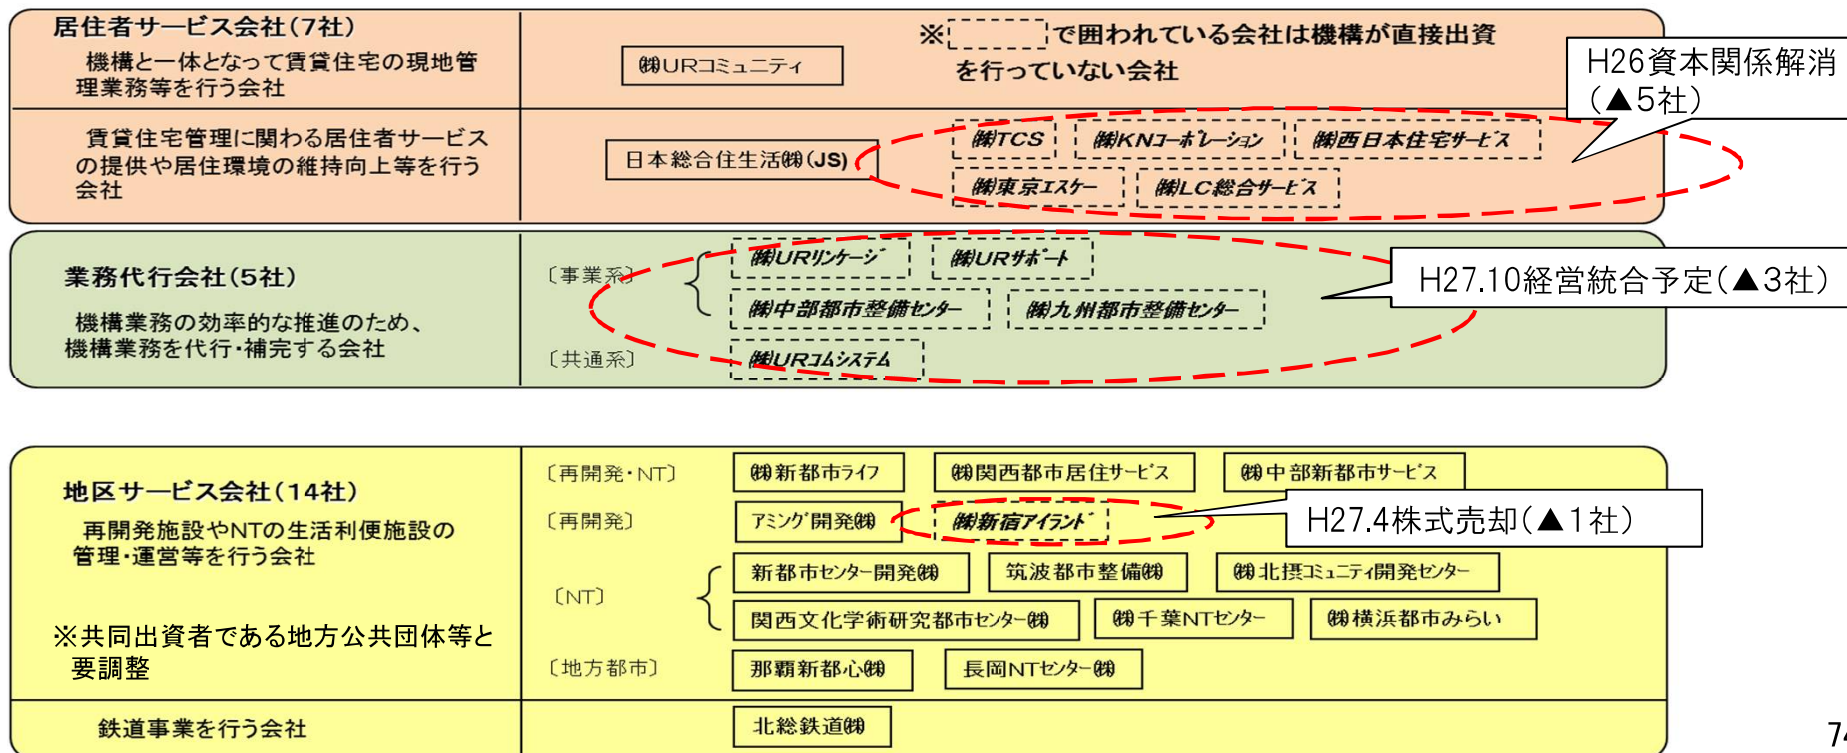 居住者サービス会社(7社)
機構と一体となって賃貸住宅の現地管
理業務等を行う会社
㈱URコミュニティ
※ で囲われている会社は機構が直接出資
を行っていない会社
H26資本関係解消
(▲5社)
賃貸住宅管理に関わる居住者サービス
の提供や居住環境の維持向上等を行う
会社
日本総合住生活㈱(JS)
㈱TCS
㈱KNコーポレーション
㈱西日本住宅サービス
㈱東京エスケー
㈱LC総合サービス
業務代行会社(5社)
機構業務の効率的な推進のため、
機構業務を代行・補完する会社
〔事業系〕
㈱URリンケージ
㈱URサポート
㈱中部都市整備センター
㈱九州都市整備センター
〔共通系〕
㈱URコムシステム
H27.10経営統合予定(▲3社)
地区サービス会社(14社)
再開発施設やNTの生活利便施設の
管理・運営等を行う会社
※共同出資者である地方公共団体等と
要調整
〔再開発・NT〕
㈱新都市ライフ
㈱関西都市居住サービス
㈱中部新都市サービス
〔再開発〕
アミング開発㈱
㈱新宿アイランド
H27.4株式売却(▲1社)
〔NT〕
新都市センター開発㈱
筑波都市整備㈱
㈱北摂コミュニティ開発センター
関西文化学術研究都市センター㈱
㈱千葉NTセンター
㈱横浜都市みらい
〔地方都市〕
那覇新都心㈱
長岡NTセンター㈱
鉄道事業を行う会社
北総鉄道㈱